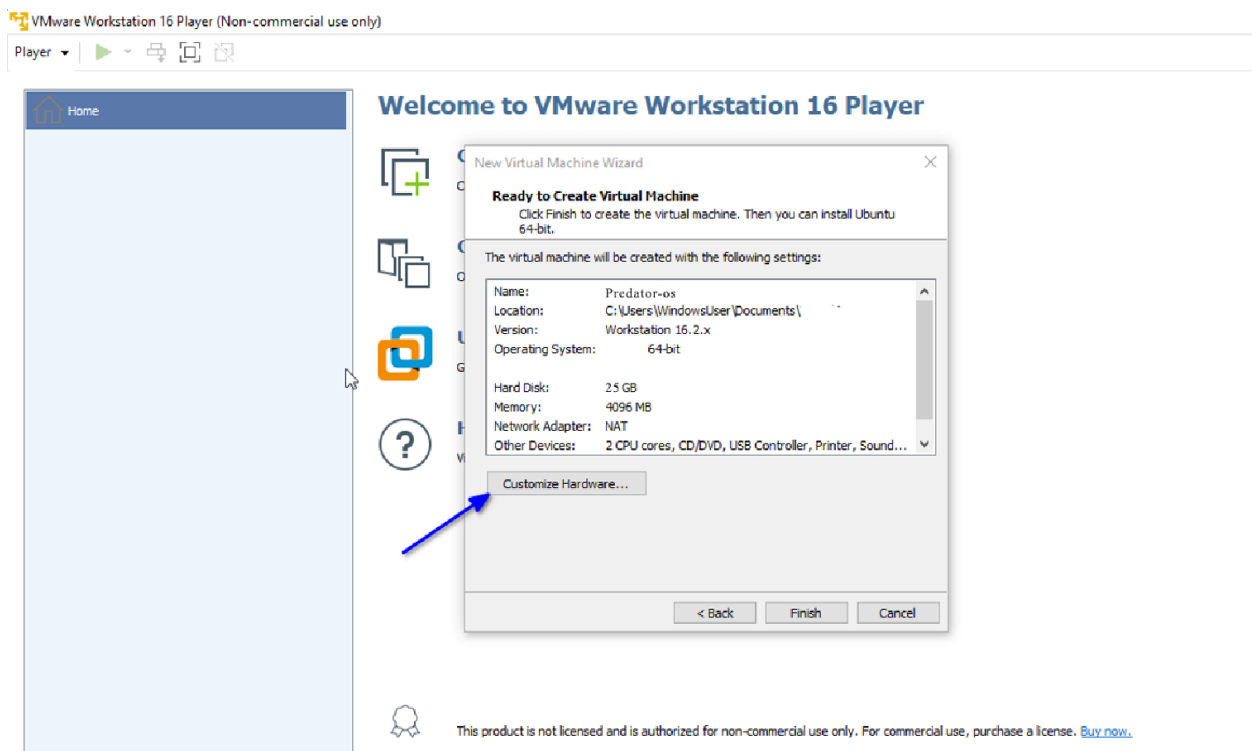 VMware Workstation 16 Player (Non-commercial use only)
Player
Home
Welcome to VMware Workstation 16 Player
New Virtual Machine Wizard
Ready to Create Virtual Machine
Click Finish to create the virtual machine. Then you can install Ubuntu
64-bit.
The virtual machine will be created with the following settings:
Name: Predator-os
Location: C:\Users\WindowsUser\Documents\
Version: Workstation 16.2.x
Operating System: 64-bit
Hard Disk: 25 GB
Memory: 4096 MB
Network Adapter: NAT
Other Devices: 2 CPU cores, CD/DVD, USB Controller, Printer, Sound...
Customize Hardware...
< Back Finish Cancel
This product is not licensed and is authorized for non-commercial use only. For commercial use, purchase a license. Buy now.